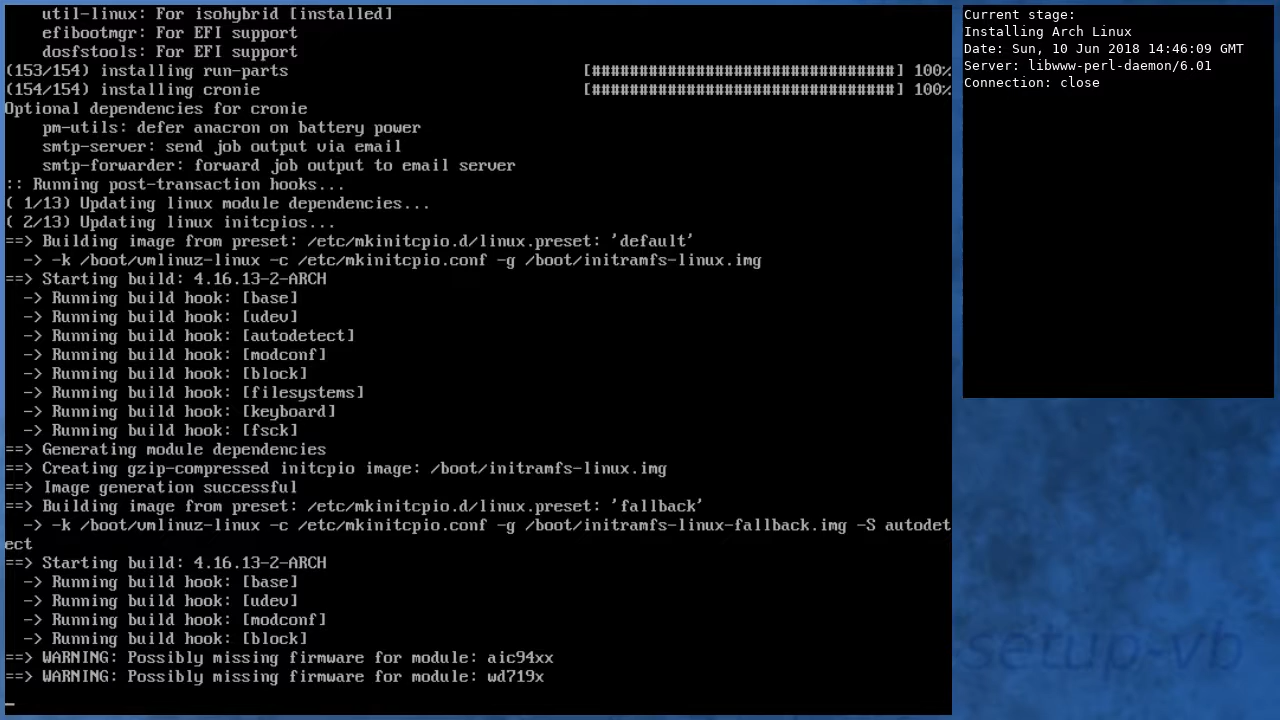 util-linux: For isohybrid [installed]
    efibootmgr: For EFI support
    dosfstools: For EFI support
(153/154) installing run-parts                               [################################] 100%
(154/154) installing cronie                                  [################################] 100%
Optional dependencies for cronie
    pm-utils: defer anacron on battery power
    smtp-server: send job output via email
    smtp-forwarder: forward job output to email server
:: Running post-transaction hooks...
( 1/13) Updating linux module dependencies...
( 2/13) Updating linux initcpios...
==> Building image from preset: /etc/mkinitcpio.d/linux.preset: 'default'
  -> -k /boot/vmlinuz-linux -c /etc/mkinitcpio.conf -g /boot/initramfs-linux.img
==> Starting build: 4.16.13-2-ARCH
  -> Running build hook: [base]
  -> Running build hook: [udev]
  -> Running build hook: [autodetect]
  -> Running build hook: [modconf]
  -> Running build hook: [block]
  -> Running build hook: [filesystems]
  -> Running build hook: [keyboard]
  -> Running build hook: [fsck]
==> Generating module dependencies
==> Creating gzip-compressed initcpio image: /boot/initramfs-linux.img
==> Image generation successful
==> Building image from preset: /etc/mkinitcpio.d/linux.preset: 'fallback'
  -> -k /boot/vmlinuz-linux -c /etc/mkinitcpio.conf -g /boot/initramfs-linux-fallback.img -S autodet
ect
==> Starting build: 4.16.13-2-ARCH
  -> Running build hook: [base]
  -> Running build hook: [udev]
  -> Running build hook: [modconf]
  -> Running build hook: [block]
==> WARNING: Possibly missing firmware for module: aic94xx
==> WARNING: Possibly missing firmware for module: wd719x
_
Current stage:
Installing Arch Linux
Date: Sun, 10 Jun 2018 14:46:09 GMT
Server: libwww-perl-daemon/6.01
Connection: close
setup-vb